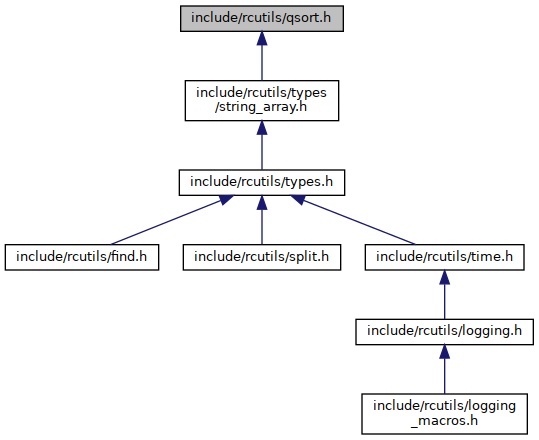 include/rcutils/qsort.h
include/rcutils/types
/string_array.h
include/rcutils/types.h
include/rcutils/find.h
include/rcutils/split.h
include/rcutils/time.h
include/rcutils/logging.h
include/rcutils/logging
_macros.h